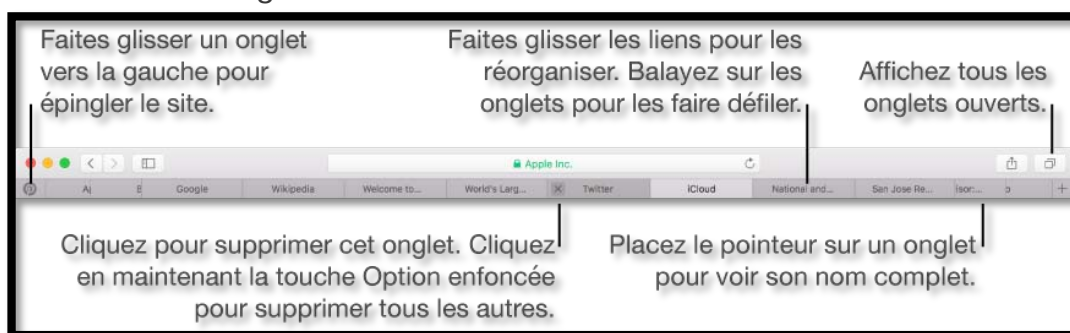 Faites glisser un onglet
vers la gauche pour
épingler le site.
Faites glisser les liens pour les
réorganiser. Balayez sur les
onglets pour les faire défiler.
Affichez tous les
onglets ouverts.
Apple Inc.
Google Wikipedia Welcome to... World's Larg... Twitter iCloud National and... San Jose Re... isor:...
Cliquez pour supprimer cet onglet. Cliquez
en maintenant la touche Option enfoncée
pour supprimer tous les autres.
Placez le pointeur sur un onglet
pour voir son nom complet.